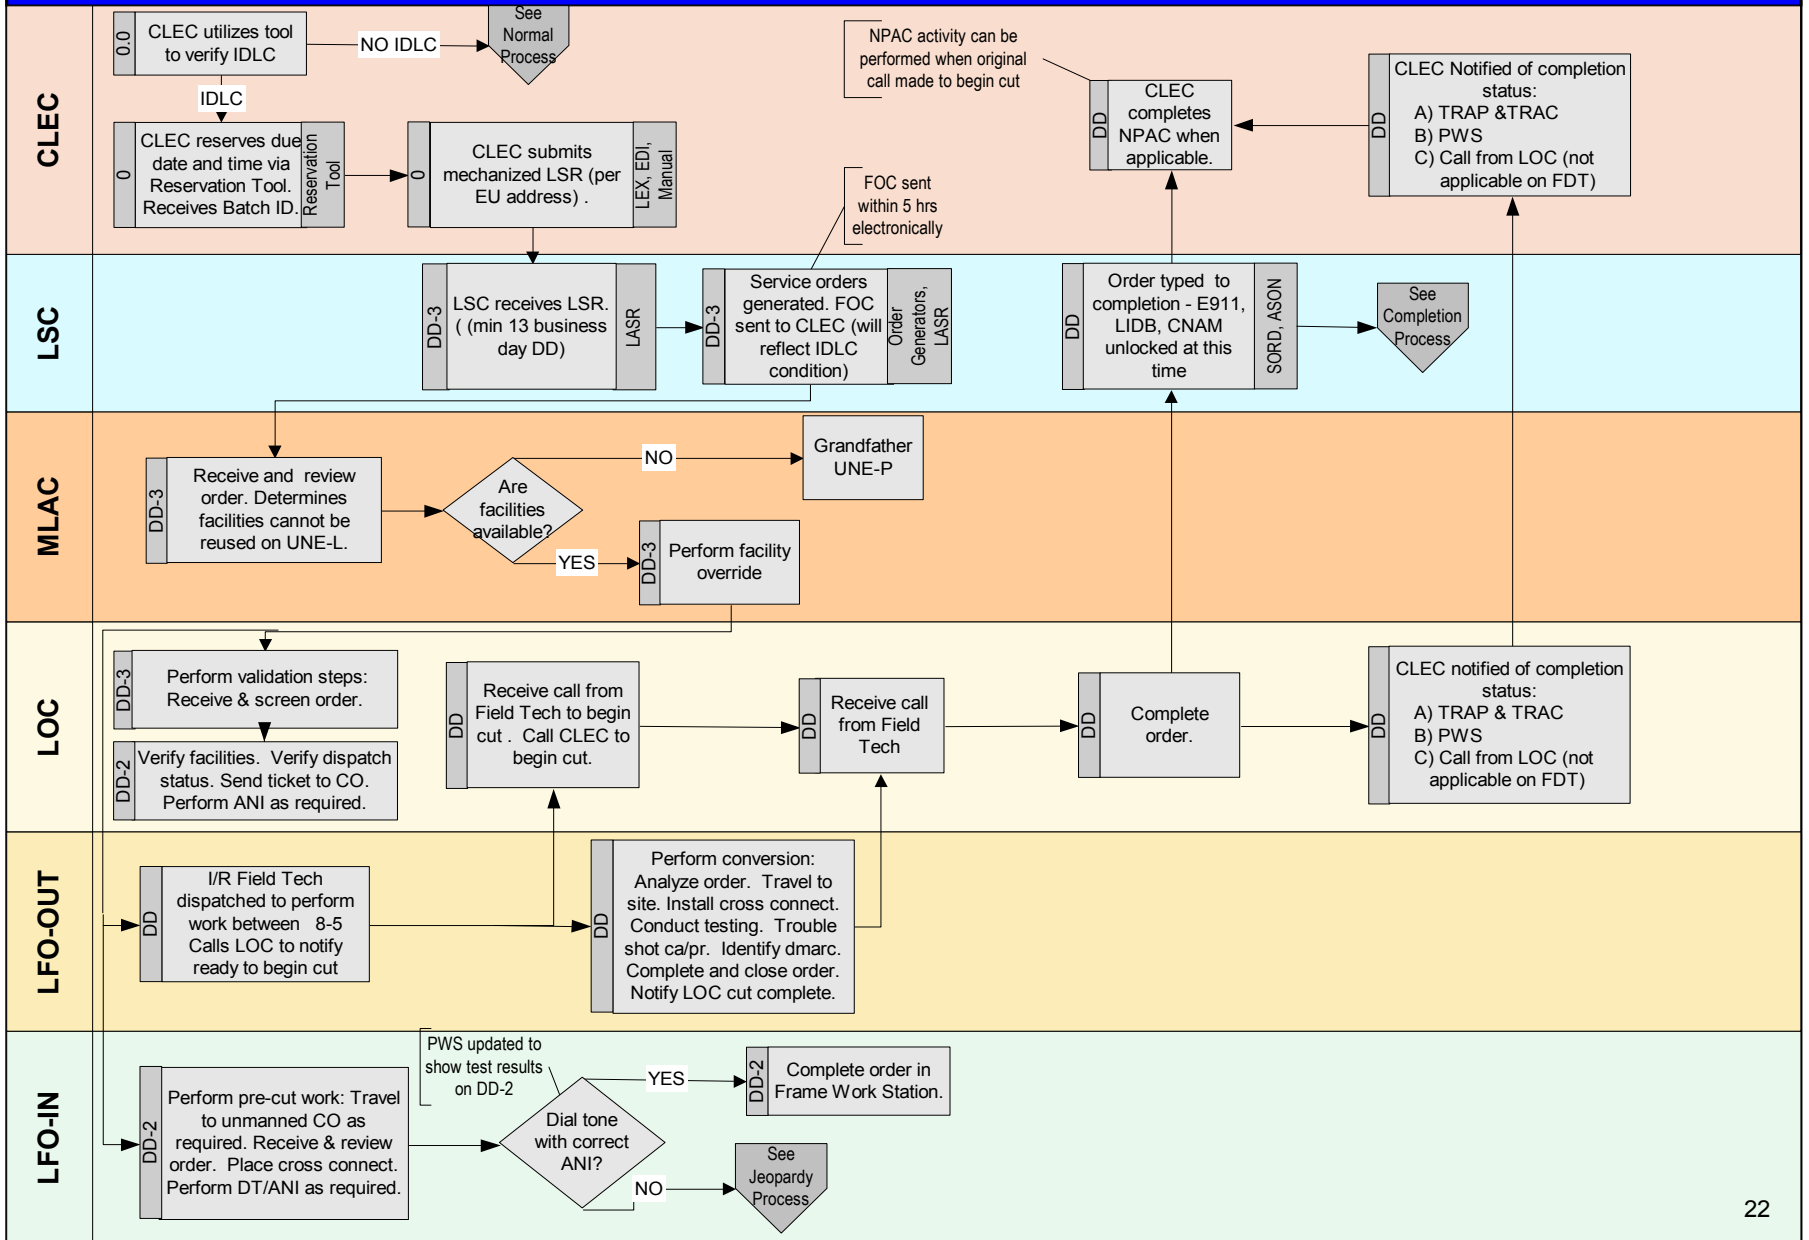 CLEC
0.0
CLEC utilizes tool
to verify IDLC
NO IDLC
See
Normal
Process
IDLC
0
CLEC reserves due
date and time via
Reservation Tool.
Receives Batch ID.
Reservation
Tool
0
CLEC submits
mechanized LSR (per
EU address) .
LEX, EDI,
Manual
NPAC activity can be
performed when original
call made to begin cut
FOC sent
within 5 hrs
electronically
DD
CLEC
completes
NPAC when
applicable.
DD
CLEC Notified of completion
status:
A) TRAP &TRAC
B) PWS
C) Call from LOC (not
applicable on FDT)
LSC
DD-3
LSC receives LSR.
( (min 13 business
day DD)
LASR
DD-3
Service orders
generated. FOC
sent to CLEC (will
reflect IDLC
condition)
Order
Generators,
LASR
DD
Order typed to
completion - E911,
LIDB, CNAM
unlocked at this
time
SORD, ASON
See
Completion
Process
MLAC
DD-3
Receive and review
order. Determines
facilities cannot be
reused on UNE-L.
Are
facilities
available?
NO
Grandfather
UNE-P
YES
DD-3
Perform facility
override
LOC
DD-3
Perform validation steps:
Receive & screen order.
DD-2
Verify facilities. Verify dispatch
status. Send ticket to CO.
Perform ANI as required.
DD
Receive call from
Field Tech to begin
cut . Call CLEC to
begin cut.
DD
Receive call
from Field
Tech
DD
Complete
order.
DD
CLEC notified of completion
status:
A) TRAP & TRAC
B) PWS
C) Call from LOC (not
applicable on FDT)
LFO-OUT
DD
I/R Field Tech
dispatched to perform
work between 8-5
Calls LOC to notify
ready to begin cut
DD
Perform conversion:
Analyze order. Travel to
site. Install cross connect.
Conduct testing. Trouble
shot ca/pr. Identify dmarc.
Complete and close order.
Notify LOC cut complete.
LFO-IN
DD-2
Perform pre-cut work: Travel
to unmanned CO as
required. Receive & review
order. Place cross connect.
Perform DT/ANI as required.
PWS updated to
show test results
on DD-2
Dial tone
with correct
ANI?
YES
DD-2
Complete order in
Frame Work Station.
NO
See
Jeopardy
Process
22